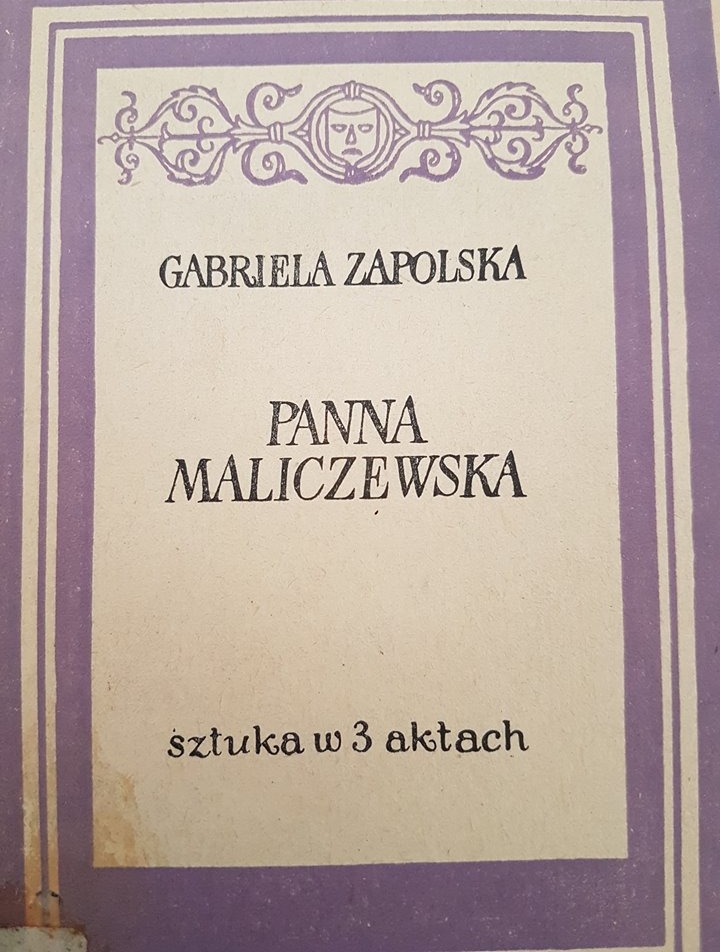 GABRIELA ZAPOLSKA
PANNA
MALICZEWSKA
sztuka w 3 aktach